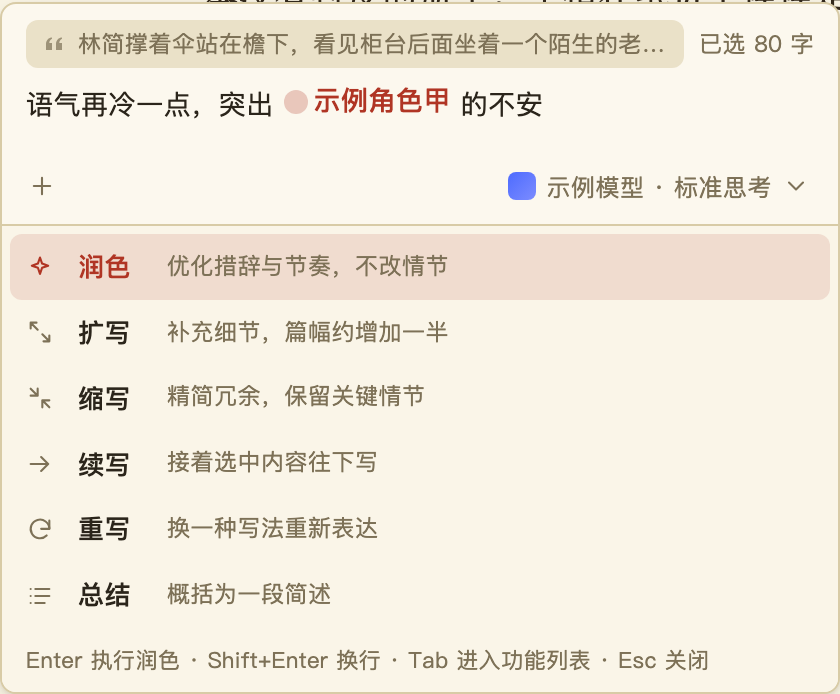 林简撑着伞站在檐下，看见柜台后面坐着一个陌生的老… 已选 80 字
语气再冷一点，突出 示例角色甲 的不安
示例模型 · 标准思考
润色 优化措辞与节奏，不改情节
扩写 补充细节，篇幅约增加一半
缩写 精简冗余，保留关键情节
续写 接着选中内容往下写
重写 换一种写法重新表达
总结 概括为一段简述
Enter 执行润色 · Shift+Enter 换行 · Tab 进入功能列表 · Esc 关闭